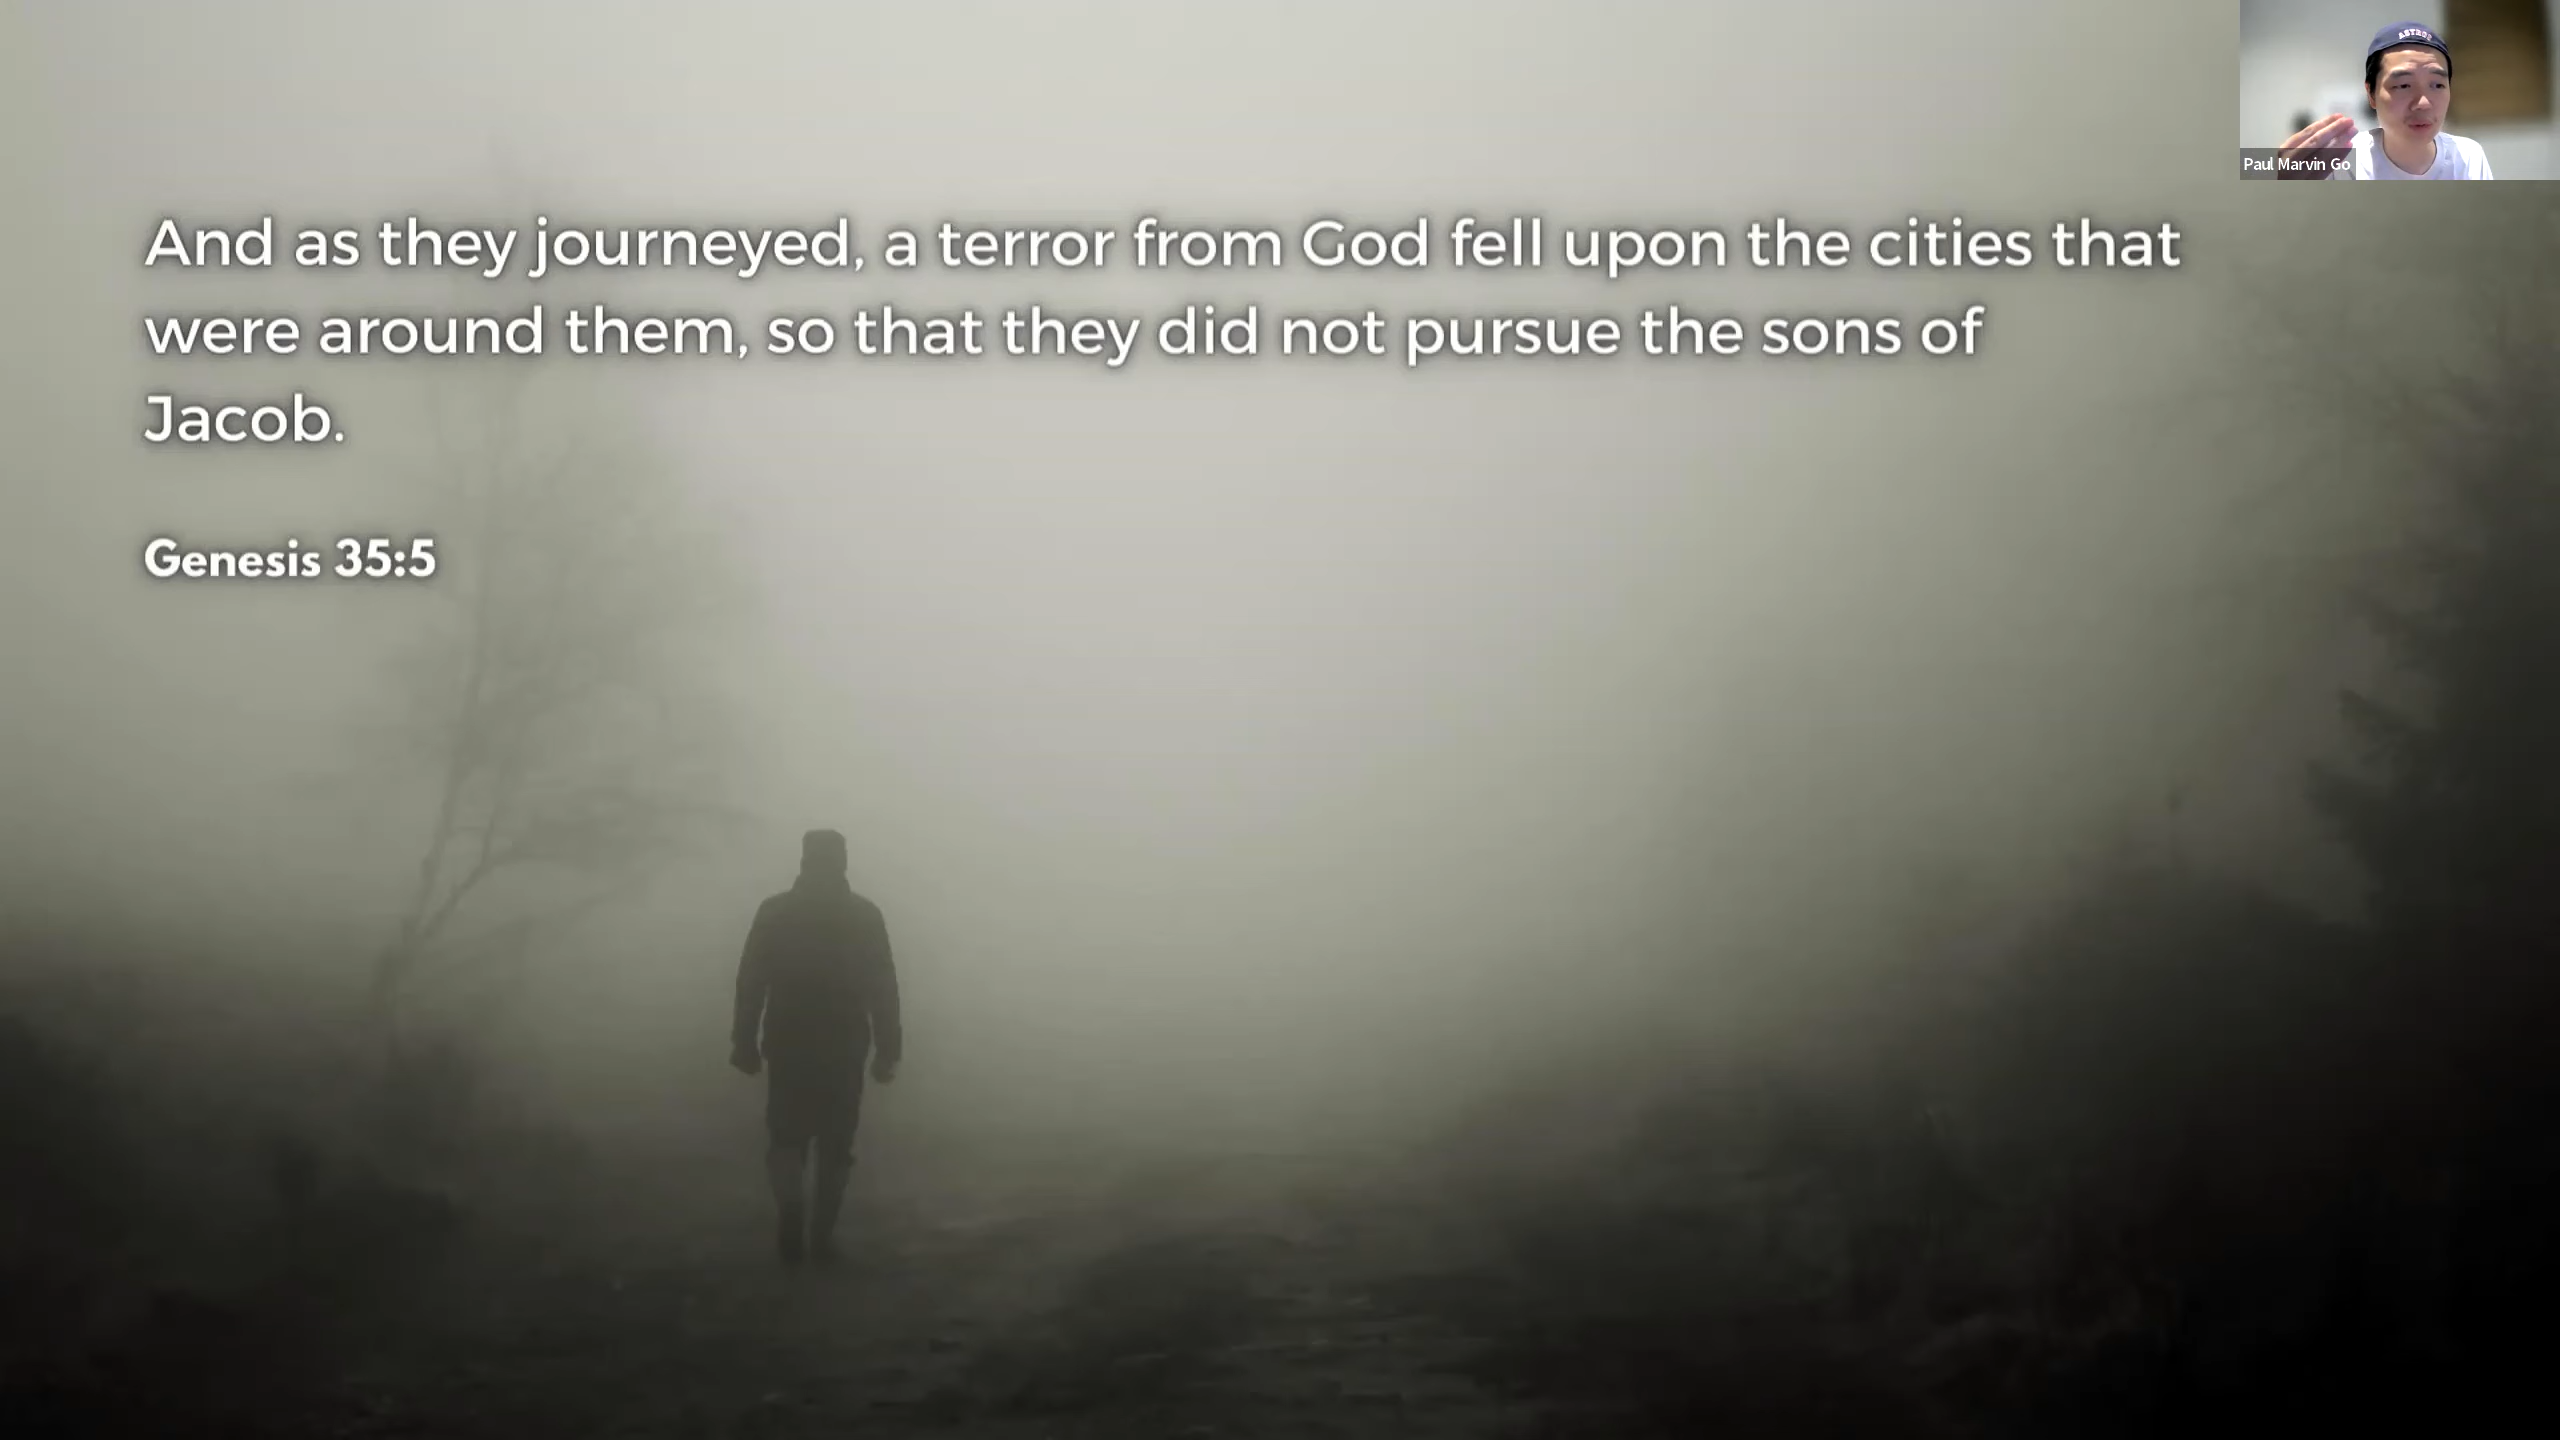 And as they journeyed, a terror from God fell upon the cities that
were around them, so that they did not pursue the sons of
Jacob.
Genesis 35:5
ASTROS
Paul Marvin Go